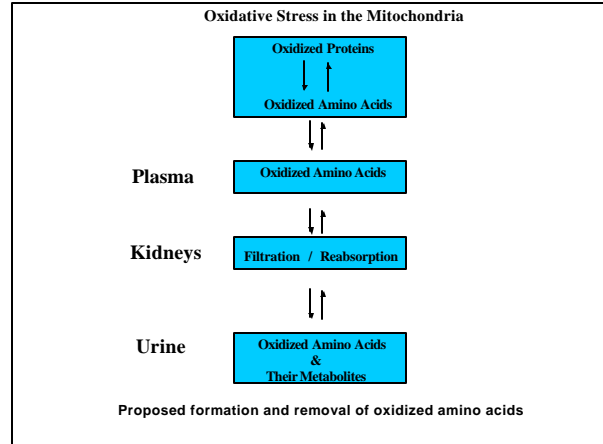 Oxidative Stress in the Mitochondria
Oxidized Proteins
Oxidized Amino Acids
Plasma
Oxidized Amino Acids
Kidneys
Filtration / Reabsorption
Urine
Oxidized Amino Acids
&
Their Metabolites
Proposed formation and removal of oxidized amino acids